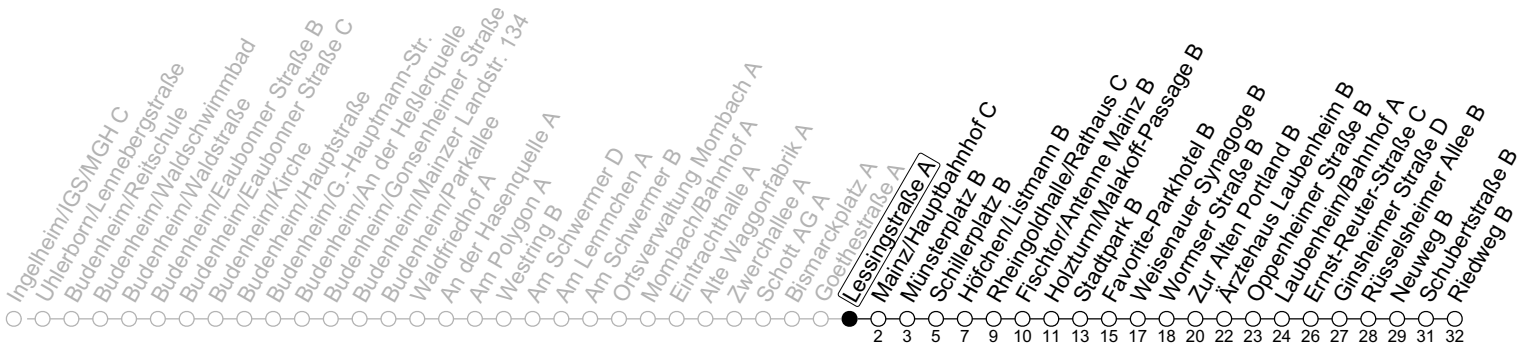 Ingelheim/IGS/MGH C
Uhlerborn/Lennebergstraße
Budenheim/Reitschule
Budenheim/Waldschwimmbad
Budenheim/Waldstraße
Budenheim/Eaubonner Straße B
Budenheim/Eaubonner Straße C
Budenheim/Kirche
Budenheim/Hauptstraße
Budenheim/G.-Hauptmann-Str.
Budenheim/An der Heßlerquelle
Budenheim/Gonsenheimer Straße
Budenheim/Mainzer Landstr. 134
Budenheim/Parkallee
Waldfriedhof A
An der Hasenquelle A
Am Polygon A
Westring B
Am Schwermer D
Am Lemmchen A
Am Schwermer B
Ortsverwaltung Mombach A
Mombach/Bahnhof A
Eintrachthalle A
Alte Waggonfabrik A
Zwerchallee A
Schott AG A
Bismarckplatz A
Goethestraße A
Lessingstraße A
Mainz/Hauptbahnhof C
Münsterplatz B
Schillerplatz B
Höfchen/Listmann B
Rheingoldhalle/Rathaus C
Fischtor/Antenne Mainz B
Holzturm/Malakoff-Passage B
Stadtpark B
Favorite-Parkhotel B
Weisenauer Synagoge B
Wormser Straße B
Zur Alten Portland B
Ärztehaus Laubenheim B
Oppenheimer Straße B
Laubenheim/Bahnhof A
Ernst-Reuter-Straße C
Ginsheimer Straße D
Rüsselsheimer Allee B
Neuweg B
Schubertstraße B
Riedweg B
2 3 5 7 9 10 11 13 15 17 18 20 22 23 24 26 27 28 29 31 32